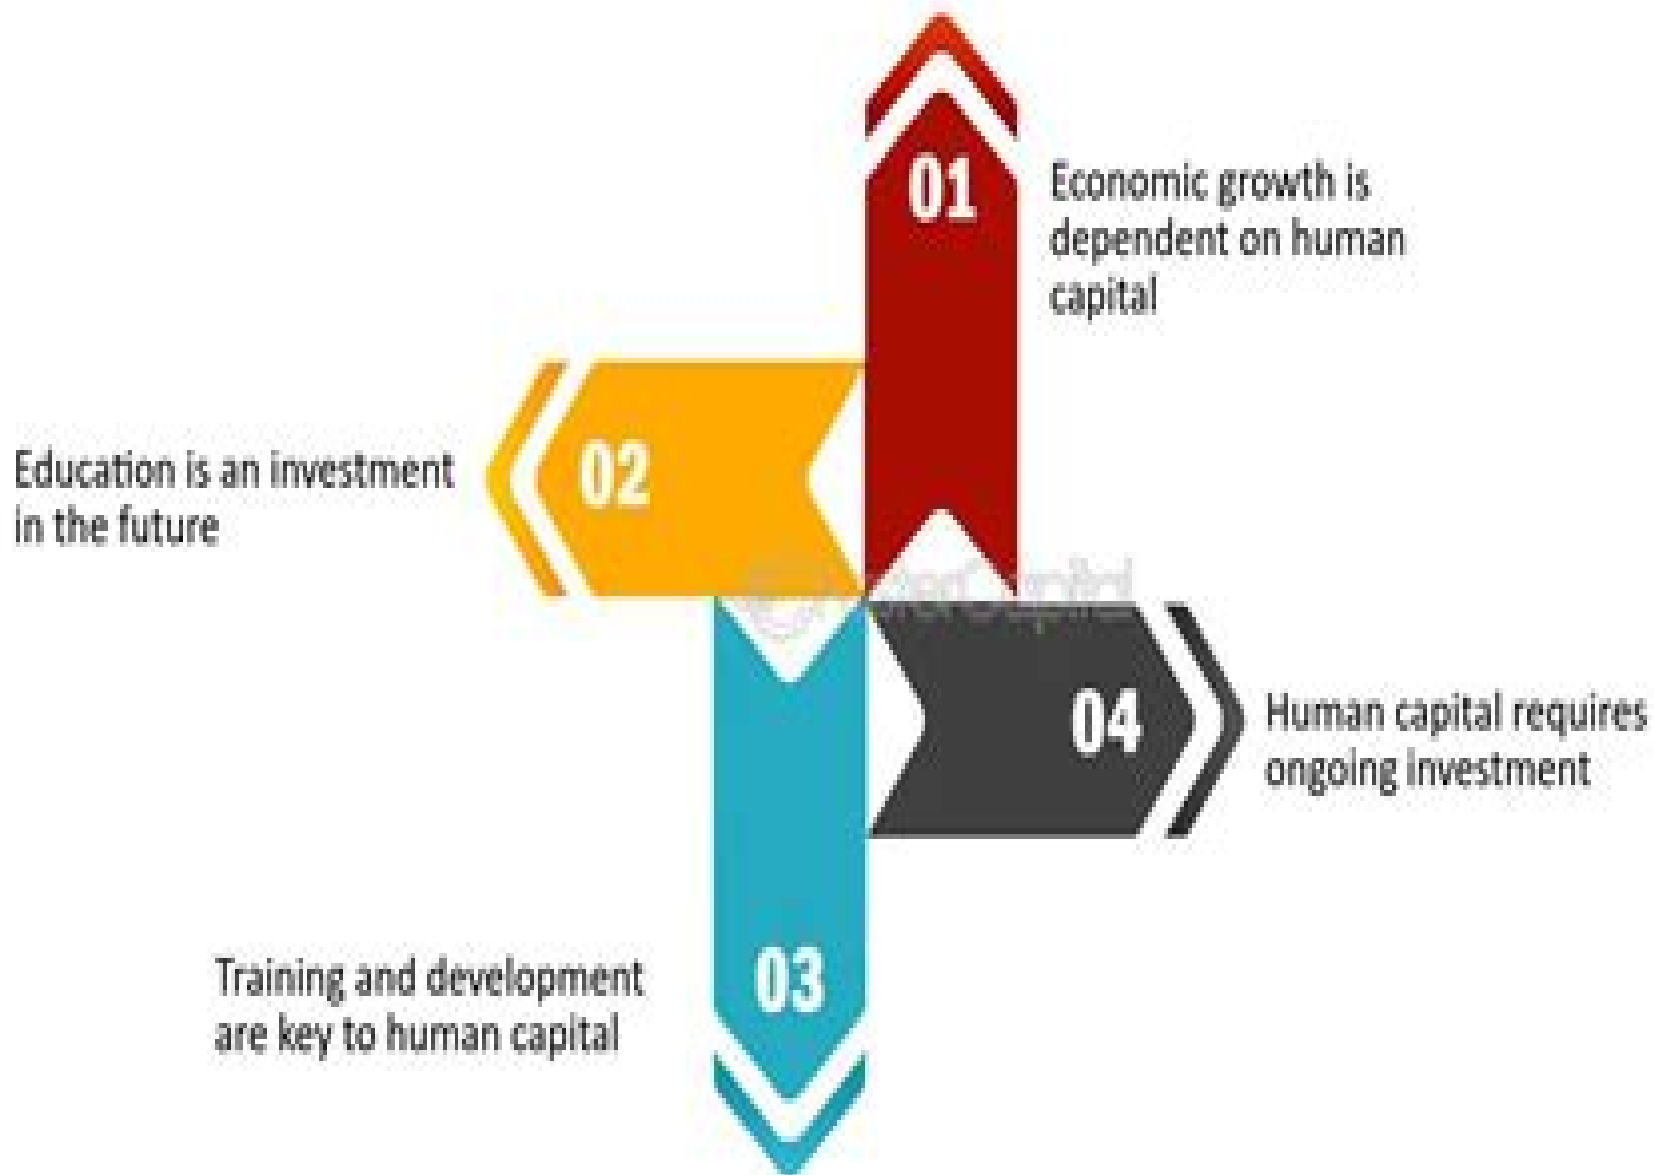 01
Economic growth is
dependent on human
capital
02
Education is an investment
in the future
04
Human capital requires
ongoing investment
03
Training and development
are key to human capital